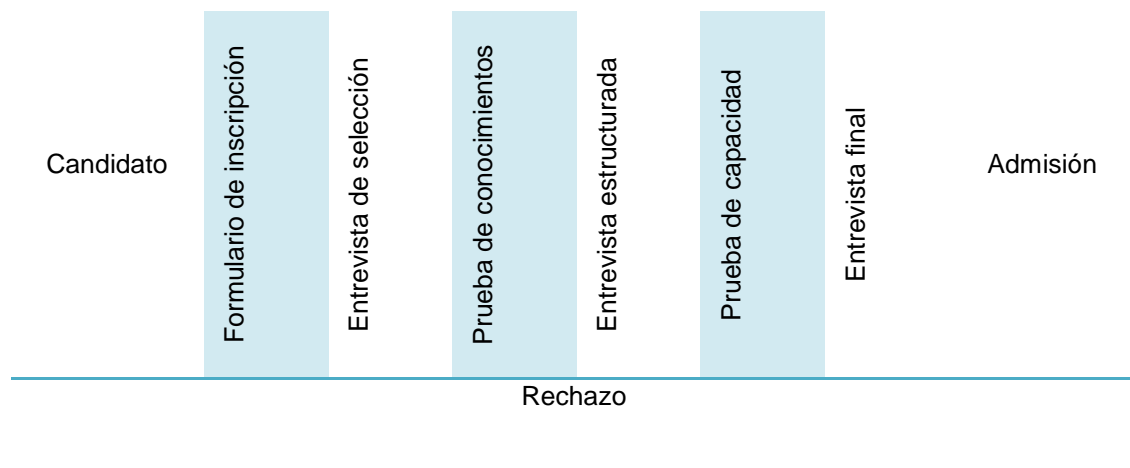 Candidato
Formulario de inscripción
Entrevista de selección
Prueba de conocimientos
Entrevista estructurada
Prueba de capacidad
Entrevista final
Admisión
Rechazo